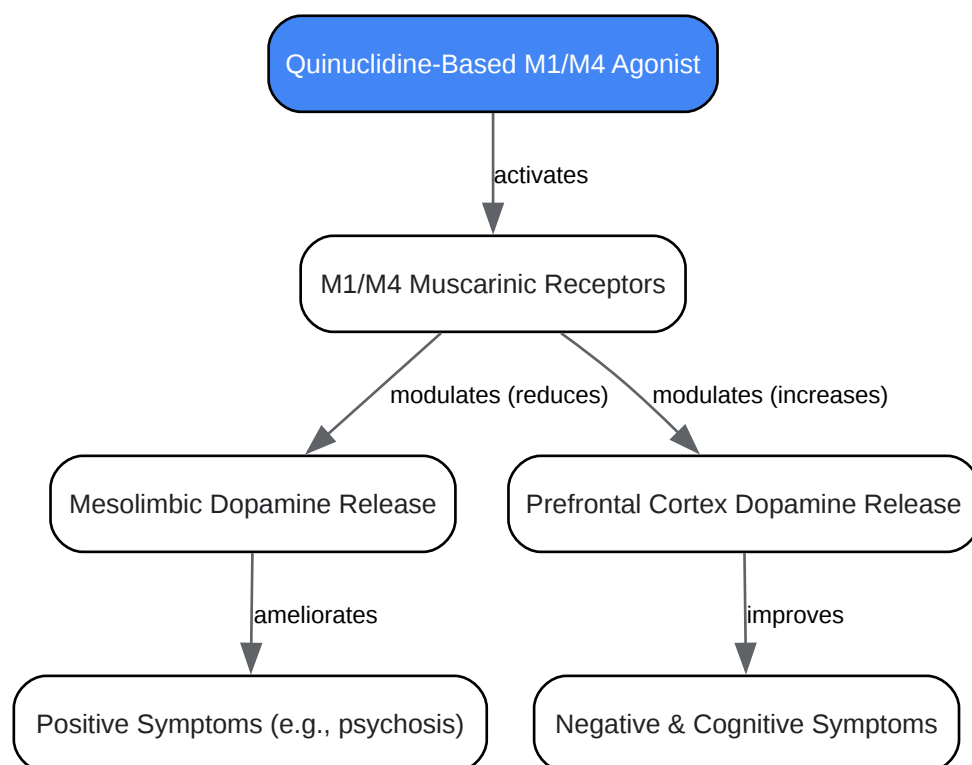 Quinuclidine-Based M1/M4 Agonist
activates
M1/M4 Muscarinic Receptors
modulates (reduces)
modulates (increases)
Mesolimbic Dopamine Release
Prefrontal Cortex Dopamine Release
ameliorates
improves
Positive Symptoms (e.g., psychosis)
Negative & Cognitive Symptoms